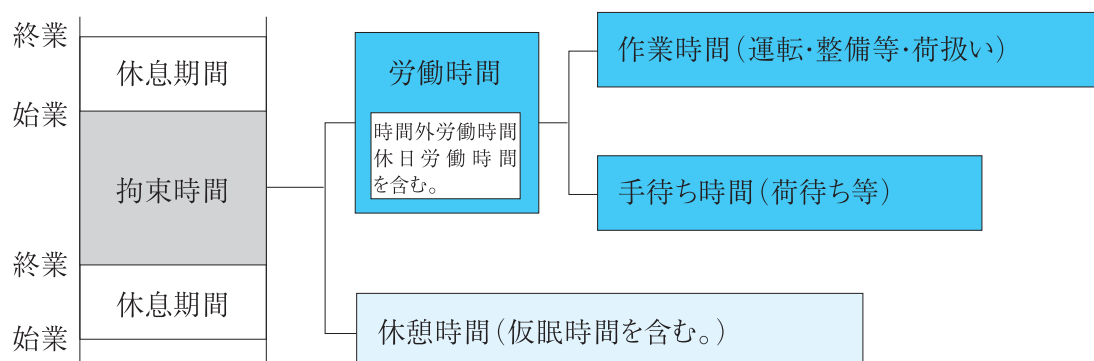 終業
休息期間
始業
拘束時間
終業
休息期間
始業
労働時間
時間外労働時間
休日労働時間
を含む。
作業時間（運転・整備等・荷扱い）
手待ち時間（荷待ち等）
休憩時間（仮眠時間を含む。）